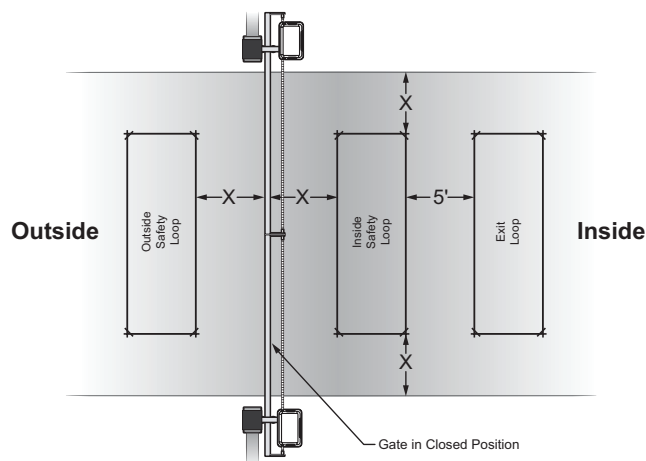 X
Outside
Outside
Safety
Loop
X
X
Inside
Safety
Loop
5'
Exit
Loop
Inside
X
Gate in Closed Position